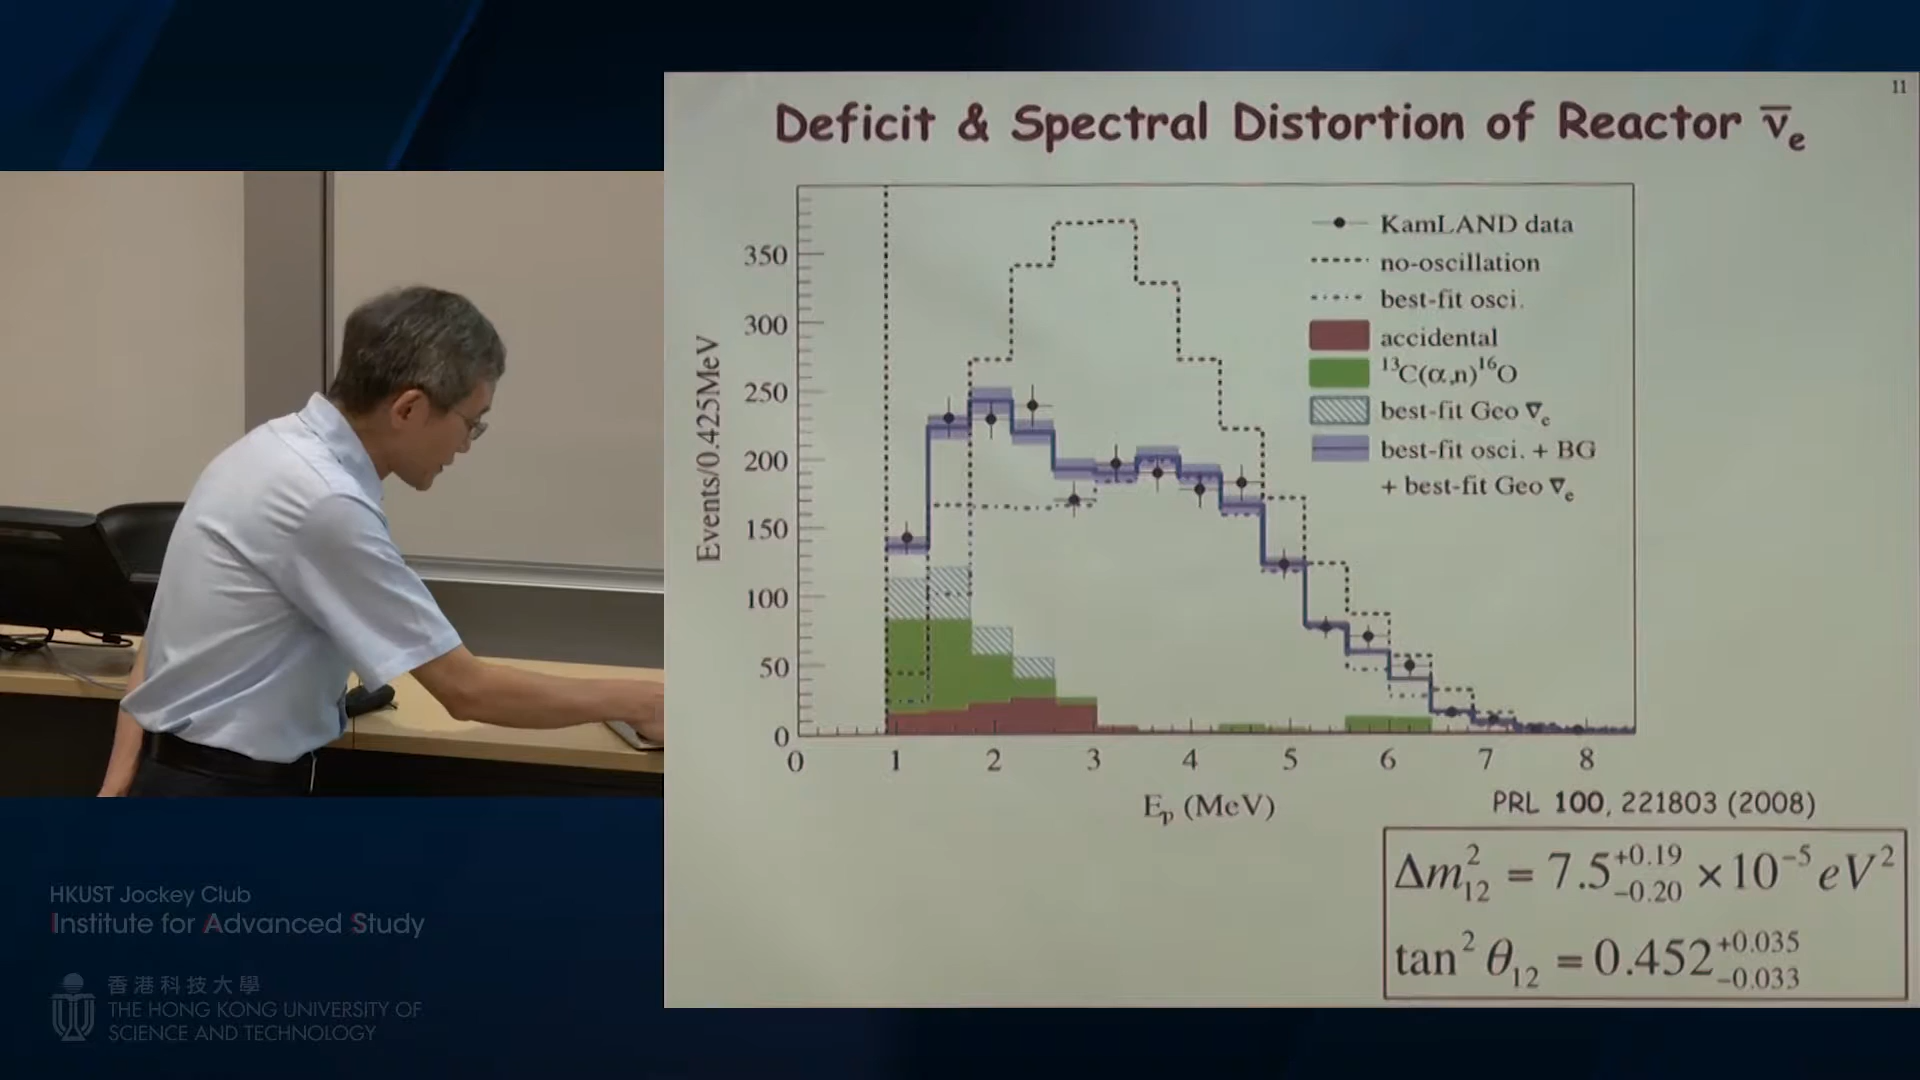 11
Deficit & Spectral Distortion of Reactor ν̄e
Events/0.425MeV
350
300
250
200
150
100
50
0
0 1 2 3 4 5 6 7 8
Ep (MeV)
KamLAND data
no-oscillation
best-fit osci.
accidental
¹³C(α,n)¹⁶O
best-fit Geo ν̄e
best-fit osci. + BG
+ best-fit Geo ν̄e
PRL 100, 221803 (2008)
Δm²₁₂ = 7.5 +0.19 −0.20 ×10⁻⁵ eV²
tan² θ₁₂ = 0.452 +0.035 −0.033
HKUST Jockey Club
Institute for Advanced Study
香港科技大學
THE HONG KONG UNIVERSITY OF
SCIENCE AND TECHNOLOGY